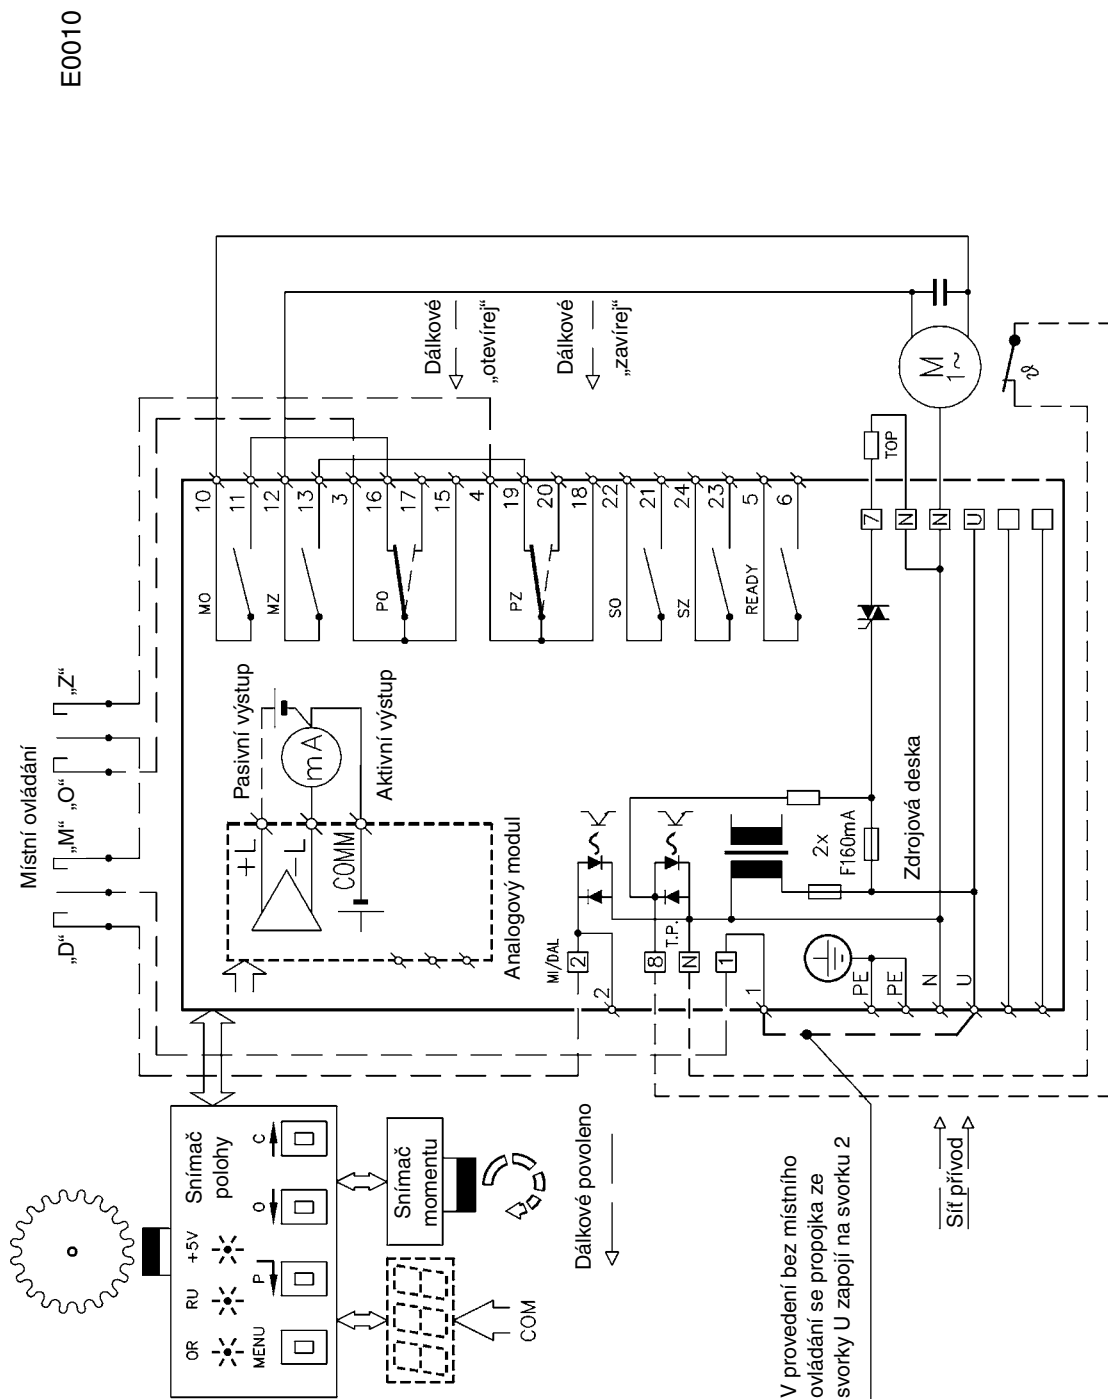 E0010
Místní ovládání
„D“
„M“
„O“
„Z“
Snímač
polohy
OR
RU
+5V
MENU
P
O
C
Snímač
momentu
COM
Pasivní výstup
Aktivní výstup
+L
-L
COMM
mA
Analogový modul
MO
MZ
PO
PZ
SO
SZ
READY
10
11
12
13
3
16
17
15
4
19
20
18
22
21
24
23
5
6
Dálkové
„otevírej“
Dálkové
„zavírej“
Dálkové povoleno
MI/DAL
2
2
8
T.P.
N
1
1
PE
PE
N
U
2x
F160mA
Zdrojová deska
7
N
N
U
TOP
M
1~
ϑ
V provedení bez místního
ovládání se propojka ze
svorky U zapojí na svorku 2
Síť přívod